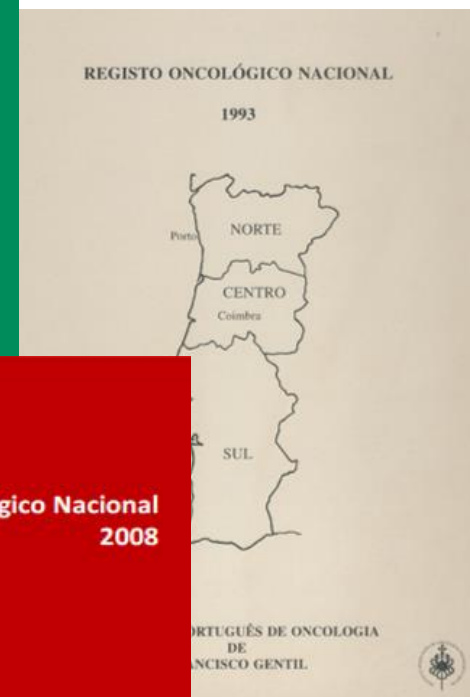 REGISTO ONCOLÓGICO NACIONAL
1993
Porto
NORTE
CENTRO
Coimbra
SUL
gico Nacional
2008
RTUGUÊS DE ONCOLOGIA
DE
NCISCO GENTIL